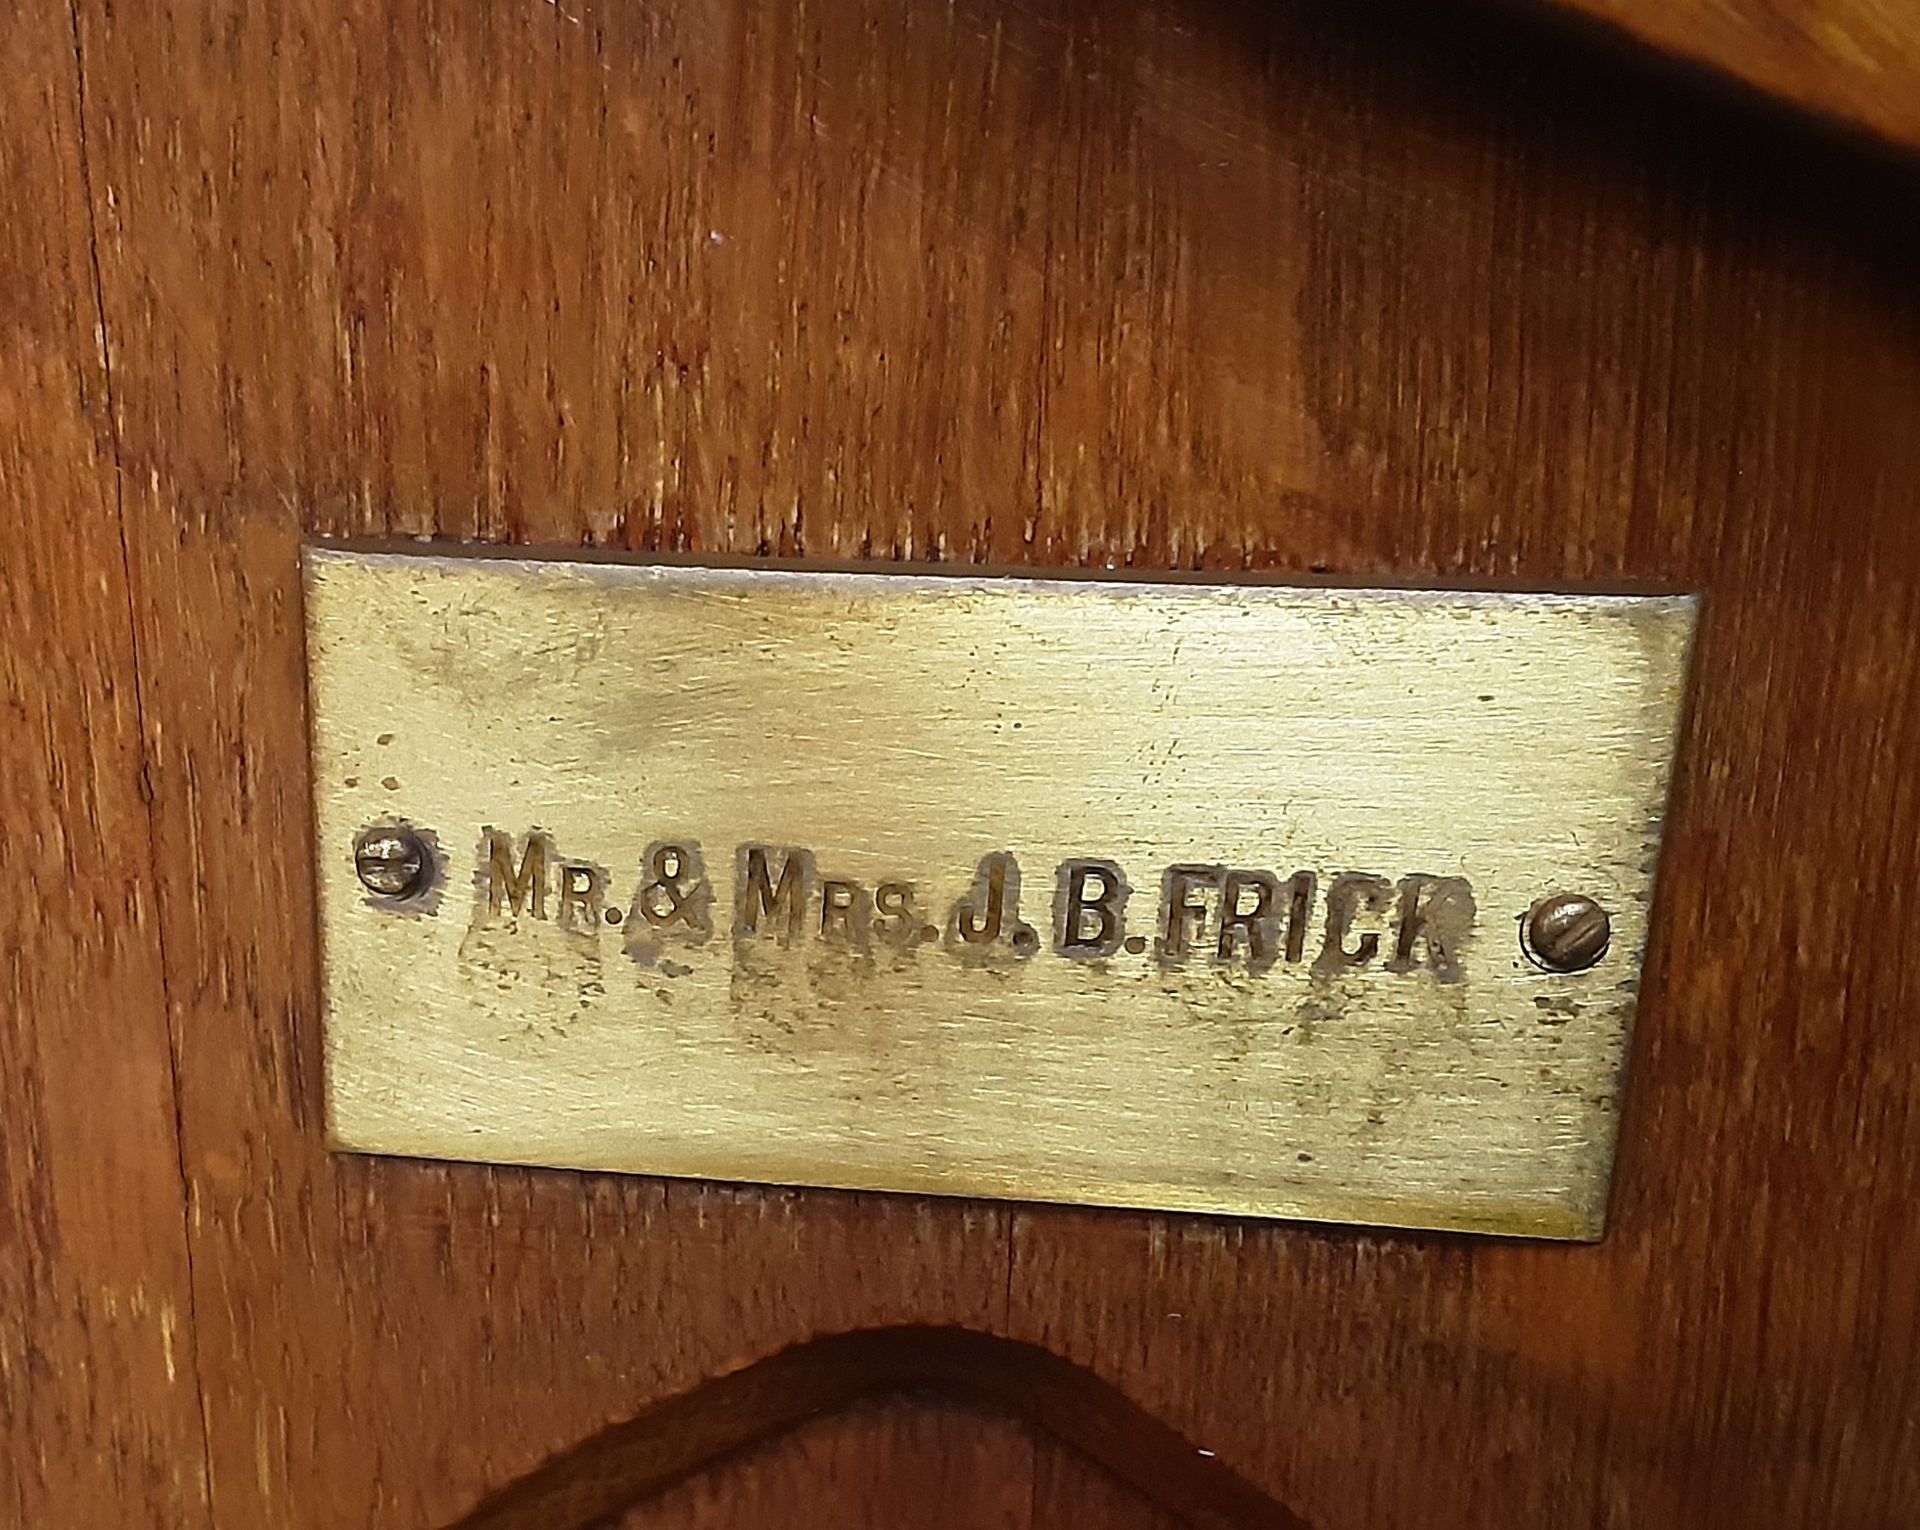 MR. & MRS. J. B. FRICK